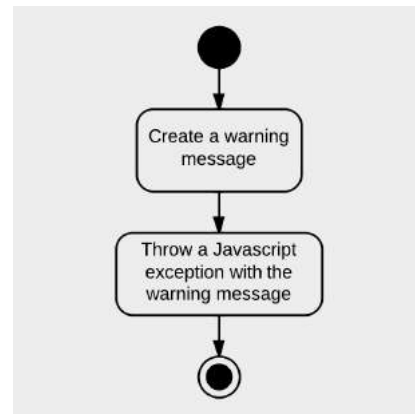 Create a warning
message
Throw a Javascript
exception with the
warning message